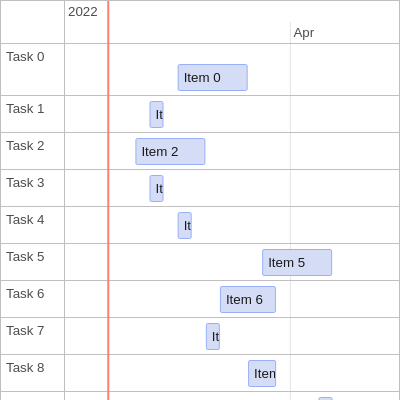 2022
Apr
Task 0
Item 0
Task 1
It
Task 2
Item 2
Task 3
It
Task 4
It
Task 5
Item 5
Task 6
Item 6
Task 7
It
Task 8
Iten